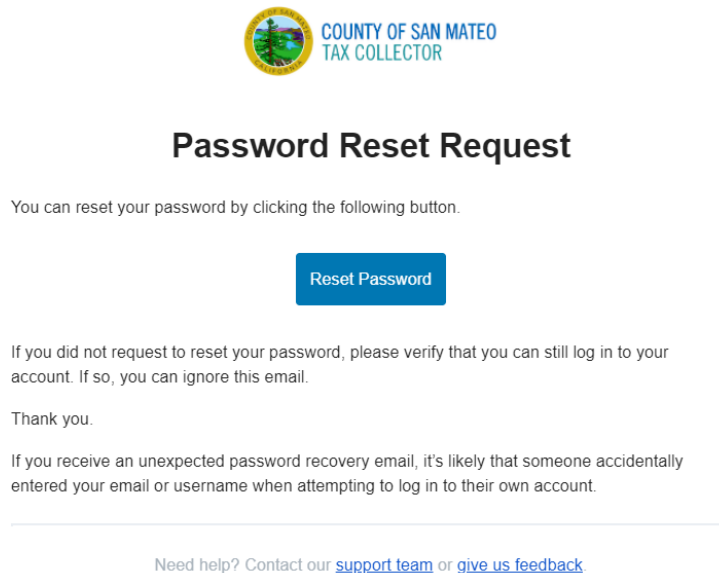 COUNTY OF SAN MATEO
CALIFORNIA
COUNTY OF SAN MATEO
TAX COLLECTOR
Password Reset Request
You can reset your password by clicking the following button.
Reset Password
If you did not request to reset your password, please verify that you can still log in to your
account. If so, you can ignore this email.
Thank you.
If you receive an unexpected password recovery email, it's likely that someone accidentally
entered your email or username when attempting to log in to their own account.
Need help? Contact our support team or give us feedback.